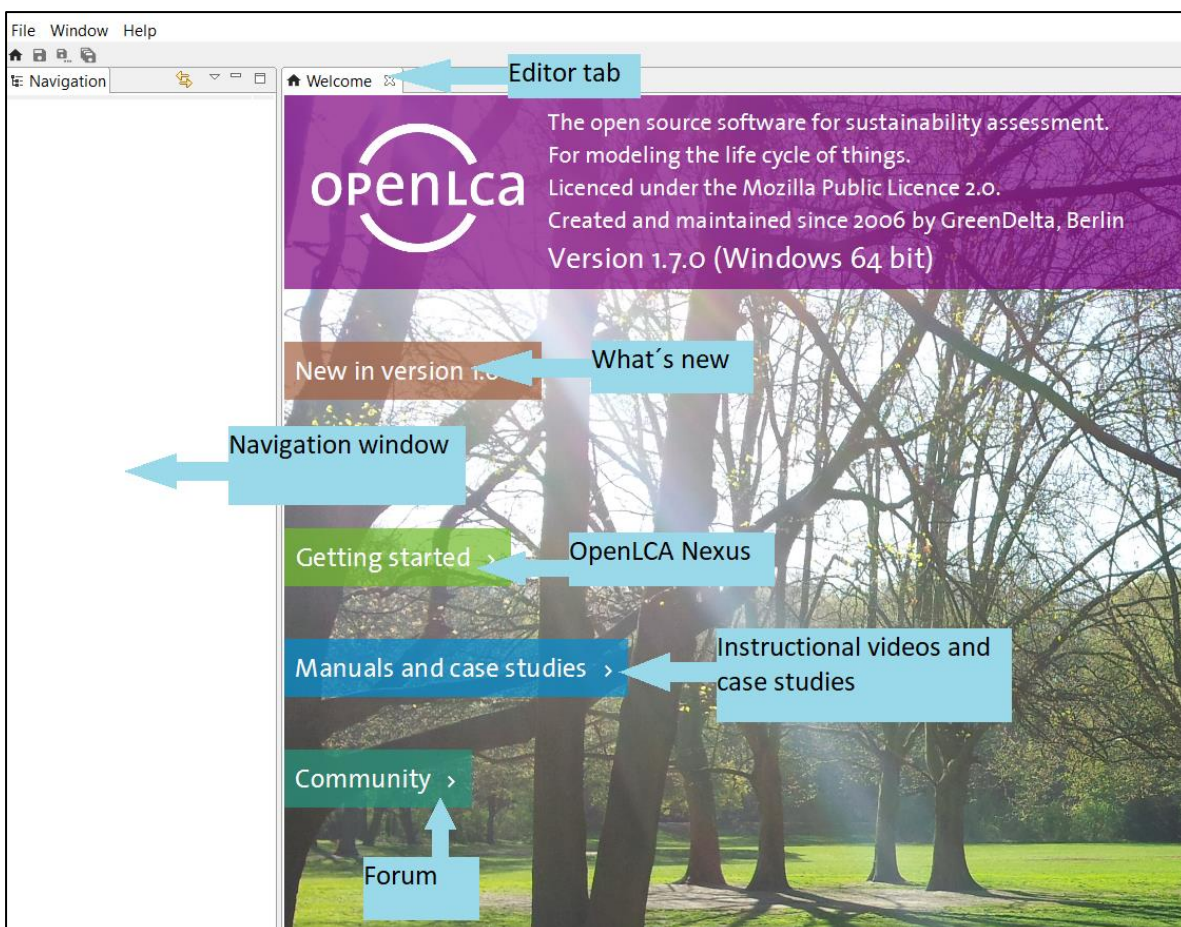 File Window Help
Navigation
Welcome
Editor tab
openLCA
The open source software for sustainability assessment.
For modeling the life cycle of things.
Licenced under the Mozilla Public Licence 2.0.
Created and maintained since 2006 by GreenDelta, Berlin
Version 1.7.0 (Windows 64 bit)
New in version
What´s new
Navigation window
Getting started ›
OpenLCA Nexus
Manuals and case studies ›
Instructional videos and
case studies
Community ›
Forum